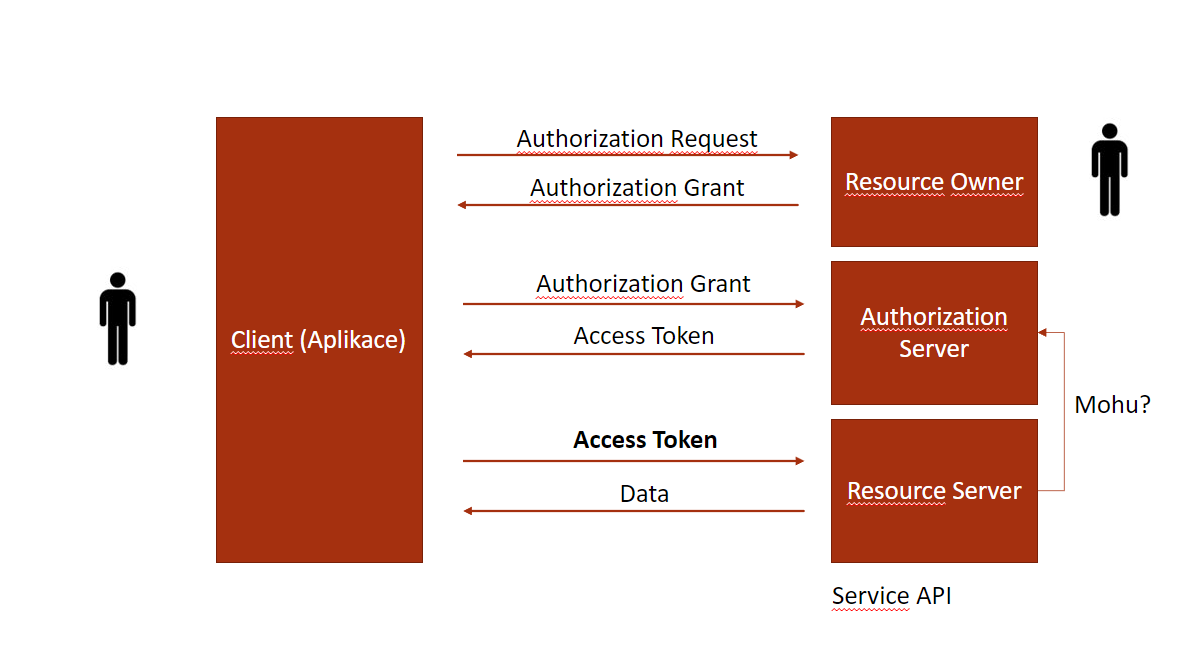 Authorization Request
Authorization Grant
Resource Owner
Client (Aplikace)
Authorization Grant
Access Token
Authorization
Server
Mohu?
Access Token
Data
Resource Server
Service API